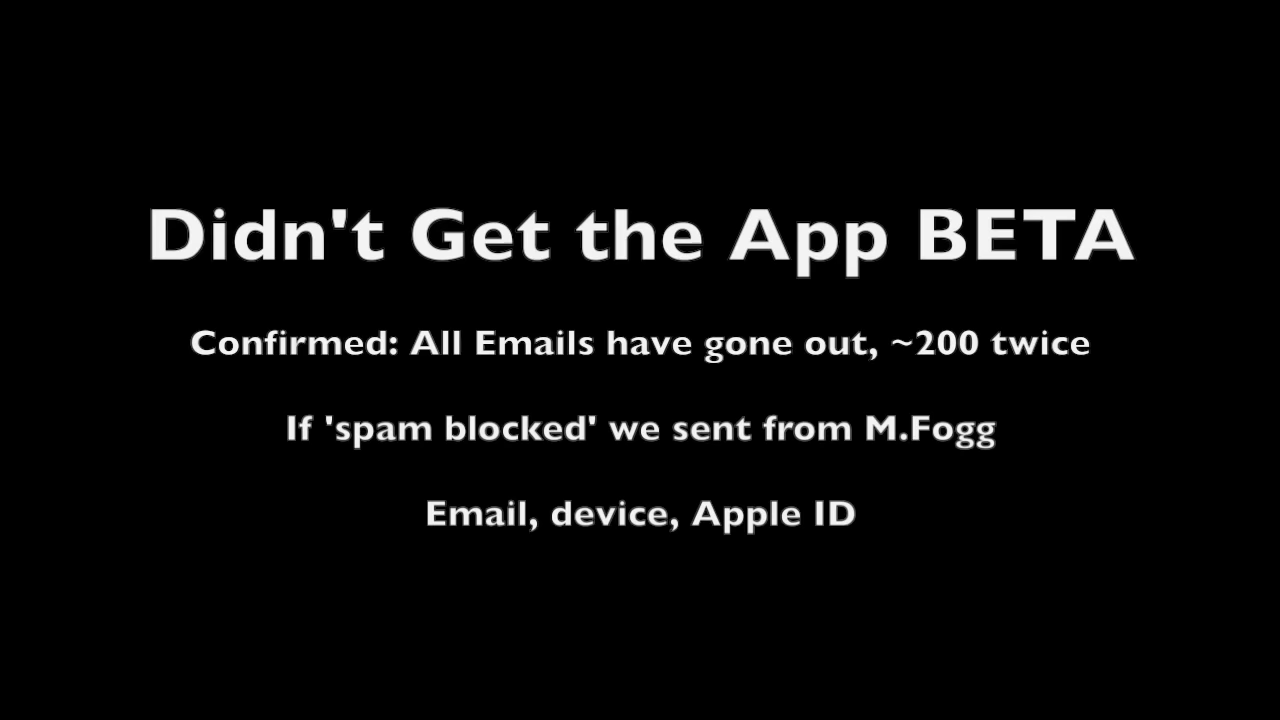 Didn't Get the App BETA
Confirmed: All Emails have gone out, ~200 twice
If 'spam blocked' we sent from M.Fogg
Email, device, Apple ID